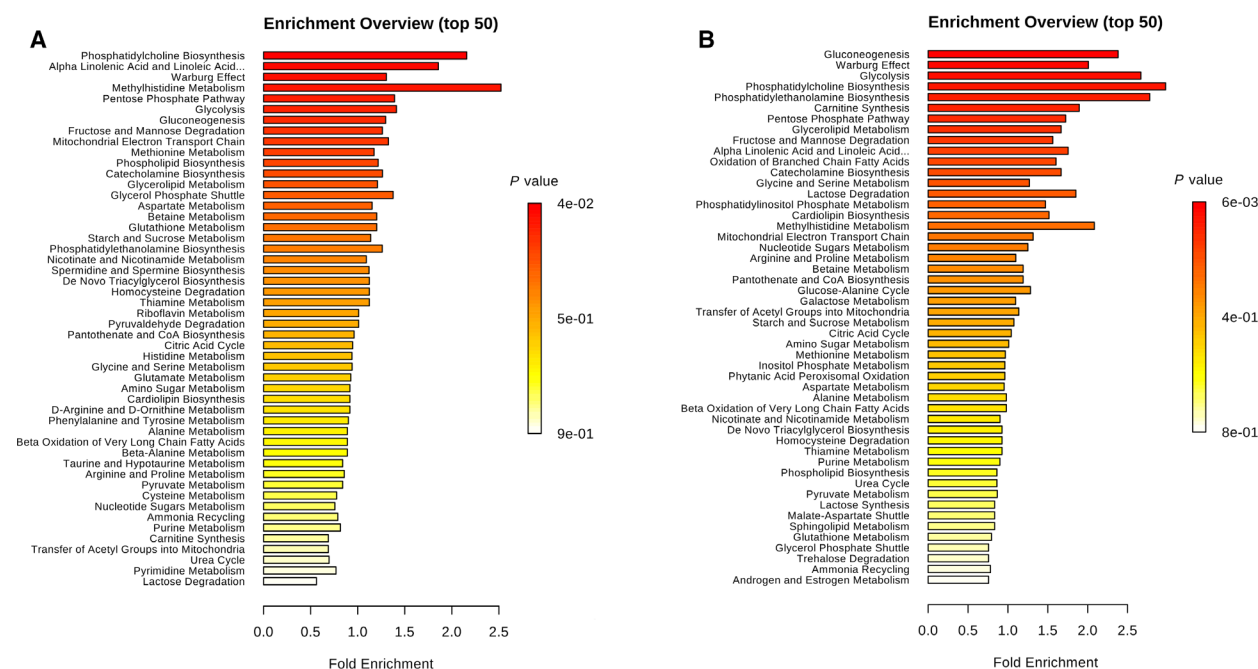 A
Enrichment Overview (top 50)
Phosphatidylcholine Biosynthesis
Alpha Linolenic Acid and Linoleic Acid...
Warburg Effect
Methylhistidine Metabolism
Pentose Phosphate Pathway
Glycolysis
Gluconeogenesis
Fructose and Mannose Degradation
Mitochondrial Electron Transport Chain
Methionine Metabolism
Phospholipid Biosynthesis
Catecholamine Biosynthesis
Glycerolipid Metabolism
Glycerol Phosphate Shuttle
Aspartate Metabolism
Betaine Metabolism
Glutathione Metabolism
Starch and Sucrose Metabolism
Phosphatidylethanolamine Biosynthesis
Nicotinate and Nicotinamide Metabolism
Spermidine and Spermine Biosynthesis
De Novo Triacylglycerol Biosynthesis
Homocysteine Degradation
Thiamine Metabolism
Riboflavin Metabolism
Pyruvaldehyde Degradation
Pantothenate and CoA Biosynthesis
Citric Acid Cycle
Histidine Metabolism
Glycine and Serine Metabolism
Glutamate Metabolism
Amino Sugar Metabolism
Cardiolipin Biosynthesis
D-Arginine and D-Ornithine Metabolism
Phenylalanine and Tyrosine Metabolism
Alanine Metabolism
Beta Oxidation of Very Long Chain Fatty Acids
Beta-Alanine Metabolism
Taurine and Hypotaurine Metabolism
Arginine and Proline Metabolism
Pyruvate Metabolism
Cysteine Metabolism
Nucleotide Sugars Metabolism
Ammonia Recycling
Purine Metabolism
Carnitine Synthesis
Transfer of Acetyl Groups into Mitochondria
Urea Cycle
Pyrimidine Metabolism
Lactose Degradation
0.0 0.5 1.0 1.5 2.0 2.5
Fold Enrichment
P value
4e-02
5e-01
9e-01
B
Enrichment Overview (top 50)
Gluconeogenesis
Warburg Effect
Glycolysis
Phosphatidylcholine Biosynthesis
Phosphatidylethanolamine Biosynthesis
Carnitine Synthesis
Pentose Phosphate Pathway
Glycerolipid Metabolism
Fructose and Mannose Degradation
Alpha Linolenic Acid and Linoleic Acid...
Oxidation of Branched Chain Fatty Acids
Catecholamine Biosynthesis
Glycine and Serine Metabolism
Lactose Degradation
Phosphatidylinositol Phosphate Metabolism
Cardiolipin Biosynthesis
Methylhistidine Metabolism
Mitochondrial Electron Transport Chain
Nucleotide Sugars Metabolism
Arginine and Proline Metabolism
Betaine Metabolism
Pantothenate and CoA Biosynthesis
Glucose-Alanine Cycle
Galactose Metabolism
Transfer of Acetyl Groups into Mitochondria
Starch and Sucrose Metabolism
Citric Acid Cycle
Amino Sugar Metabolism
Methionine Metabolism
Inositol Phosphate Metabolism
Phytanic Acid Peroxisomal Oxidation
Aspartate Metabolism
Alanine Metabolism
Beta Oxidation of Very Long Chain Fatty Acids
Nicotinate and Nicotinamide Metabolism
De Novo Triacylglycerol Biosynthesis
Homocysteine Degradation
Thiamine Metabolism
Purine Metabolism
Phospholipid Biosynthesis
Urea Cycle
Pyruvate Metabolism
Lactose Synthesis
Malate-Aspartate Shuttle
Sphingolipid Metabolism
Glutathione Metabolism
Glycerol Phosphate Shuttle
Trehalose Degradation
Ammonia Recycling
Androgen and Estrogen Metabolism
0.0 0.5 1.0 1.5 2.0 2.5
Fold Enrichment
P value
6e-03
4e-01
8e-01